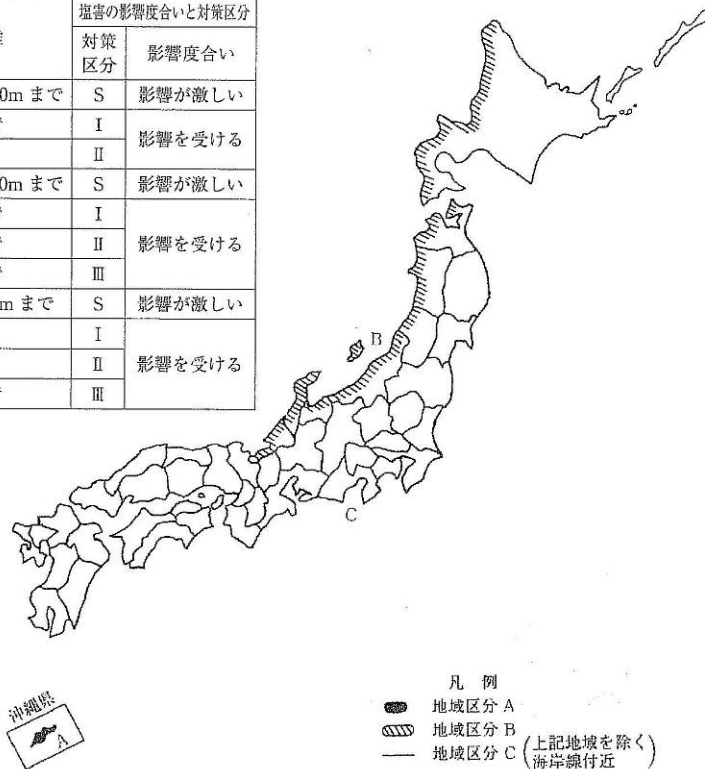 塩害の影響度合いと対策区分
対策
区分
影響度合い
0m まで
S
影響が激しい
I
影響を受ける
II
0m まで
S
影響が激しい
I
II
影響を受ける
III
m まで
S
影響が激しい
I
II
影響を受ける
III
B
C
沖縄県
A
凡 例
地域区分 A
地域区分 B
地域区分 C (上記地域を除く
海岸線付近)